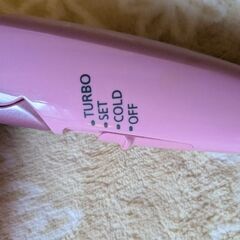 • TURBO
• SET
• COLD
• OFF